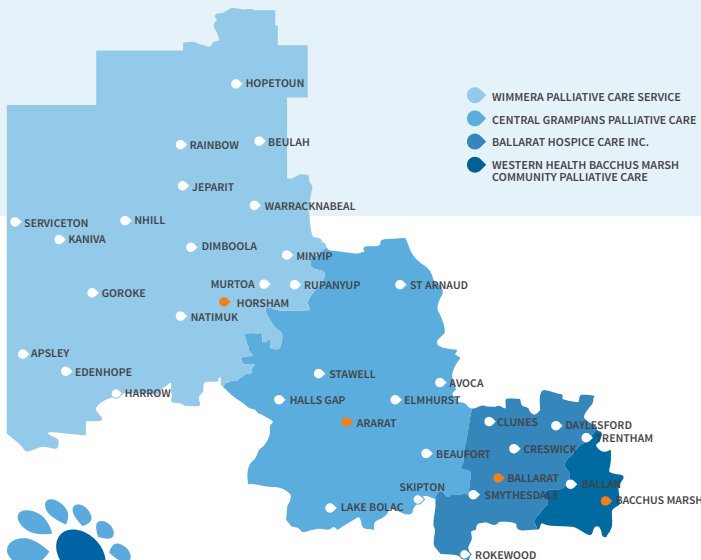 HOPETOUN
WIMMERA PALLIATIVE CARE SERVICE
CENTRAL GRAMPIANS PALLIATIVE CARE
BALLARAT HOSPICE CARE INC.
WESTERN HEALTH BACCHUS MARSH
COMMUNITY PALLIATIVE CARE
RAINBOW
BEULAH
JEPARIT
WARRACKNABEAL
SERVICETON
NHILL
KANIVA
DIMBOOLA
MINYIP
MURTOA
RUPANYUP
ST ARNAUD
GOROKE
HORSHAM
NATIMUK
APSLEY
EDENHOPE
STAWELL
AVOCA
HARROW
HALLS GAP
ELMHURST
ARARAT
CLUNES
DAYLESFORD
TRENTHAM
BEAUFORT
CRESWICK
BALLARAT
BALLAN
SKIPTON
SMYTHESDALE
BACCHUS MARSH
LAKE BOLAC
ROKEWOOD